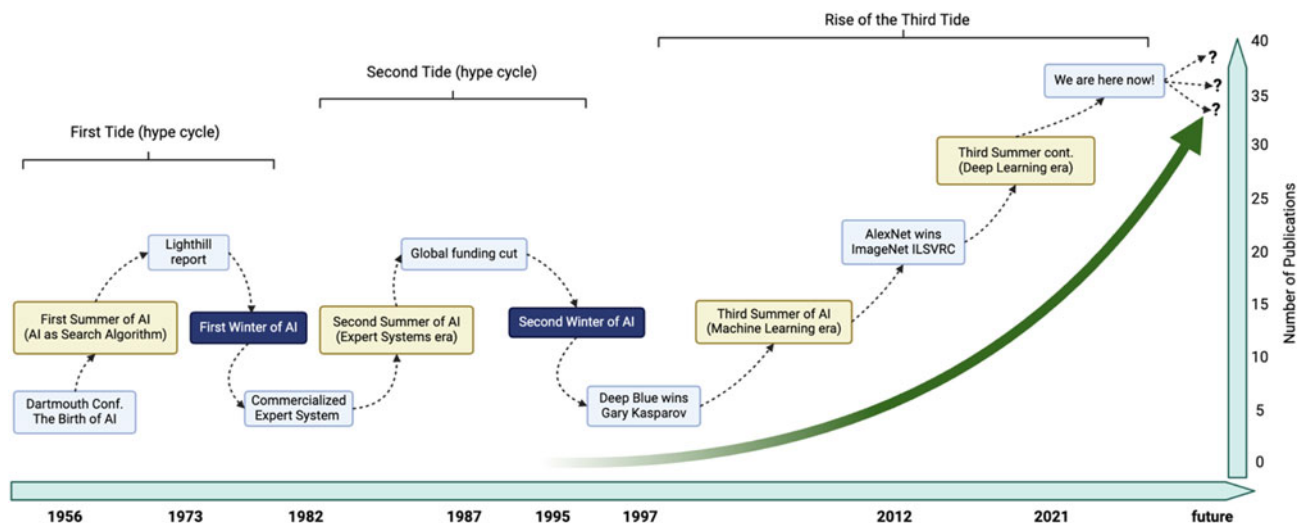 Rise of the Third Tide
40
Second Tide (hype cycle)
We are here now!
?
?
?
35
First Tide (hype cycle)
Third Summer cont.
(Deep Learning era)
30
25
Lighthill
report
Global funding cut
AlexNet wins
ImageNet ILSVRC
20
First Summer of AI
(AI as Search Algorithm)
First Winter of AI
Second Summer of AI
(Expert Systems era)
Second Winter of AI
Third Summer of AI
(Machine Learning era)
15
10
Dartmouth Conf.
The Birth of AI
Commercialized
Expert System
Deep Blue wins
Gary Kasparov
5
0
Number of Publications
1956
1973
1982
1987
1995
1997
2012
2021
future